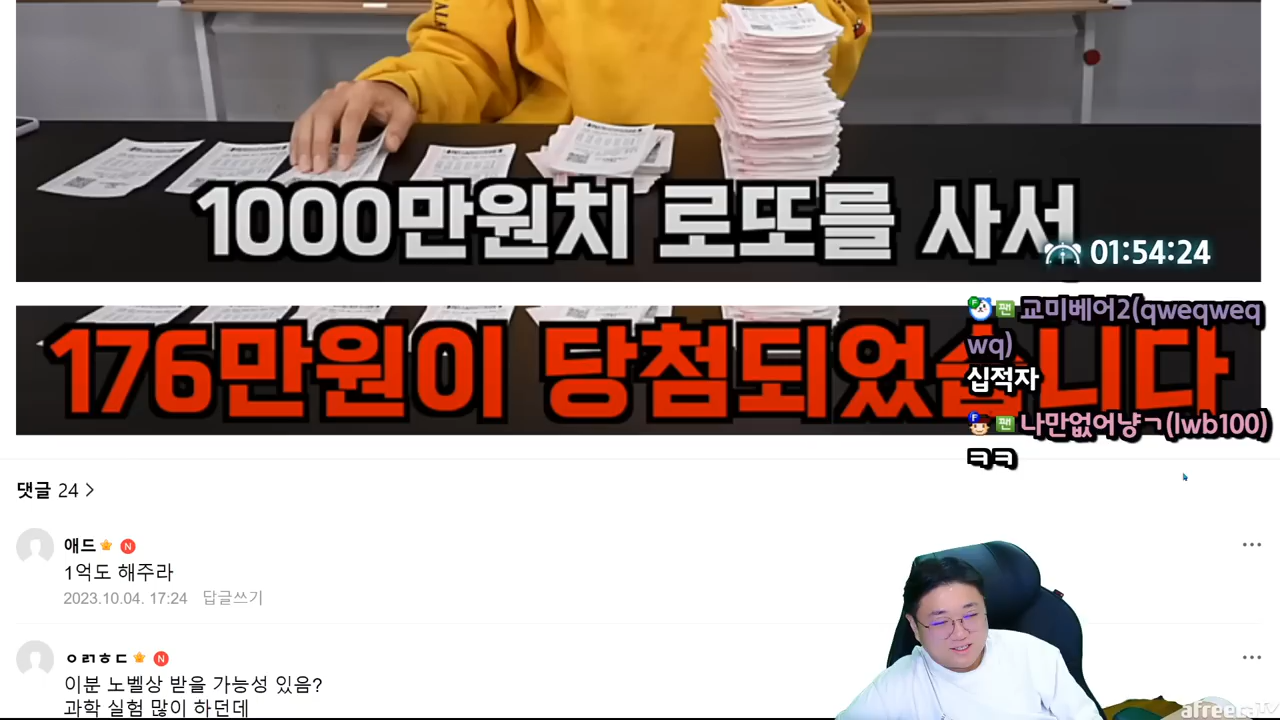 1000만원치 로또를 사서
01:54:24
176만원이 당첨되었습니다
팬 교미베어2(qweqweq
wq)
십적자
팬 나만없어냥ㄱ(lwb100)
ㅋㅋ
댓글 24 >
애드 N
1억도 해주라
2023.10.04. 17:24 답글쓰기
ㅇㄹㅎㄷ N
이분 노벨상 받을 가능성 있음?
과학 실험 많이 하던데
afreecaTV